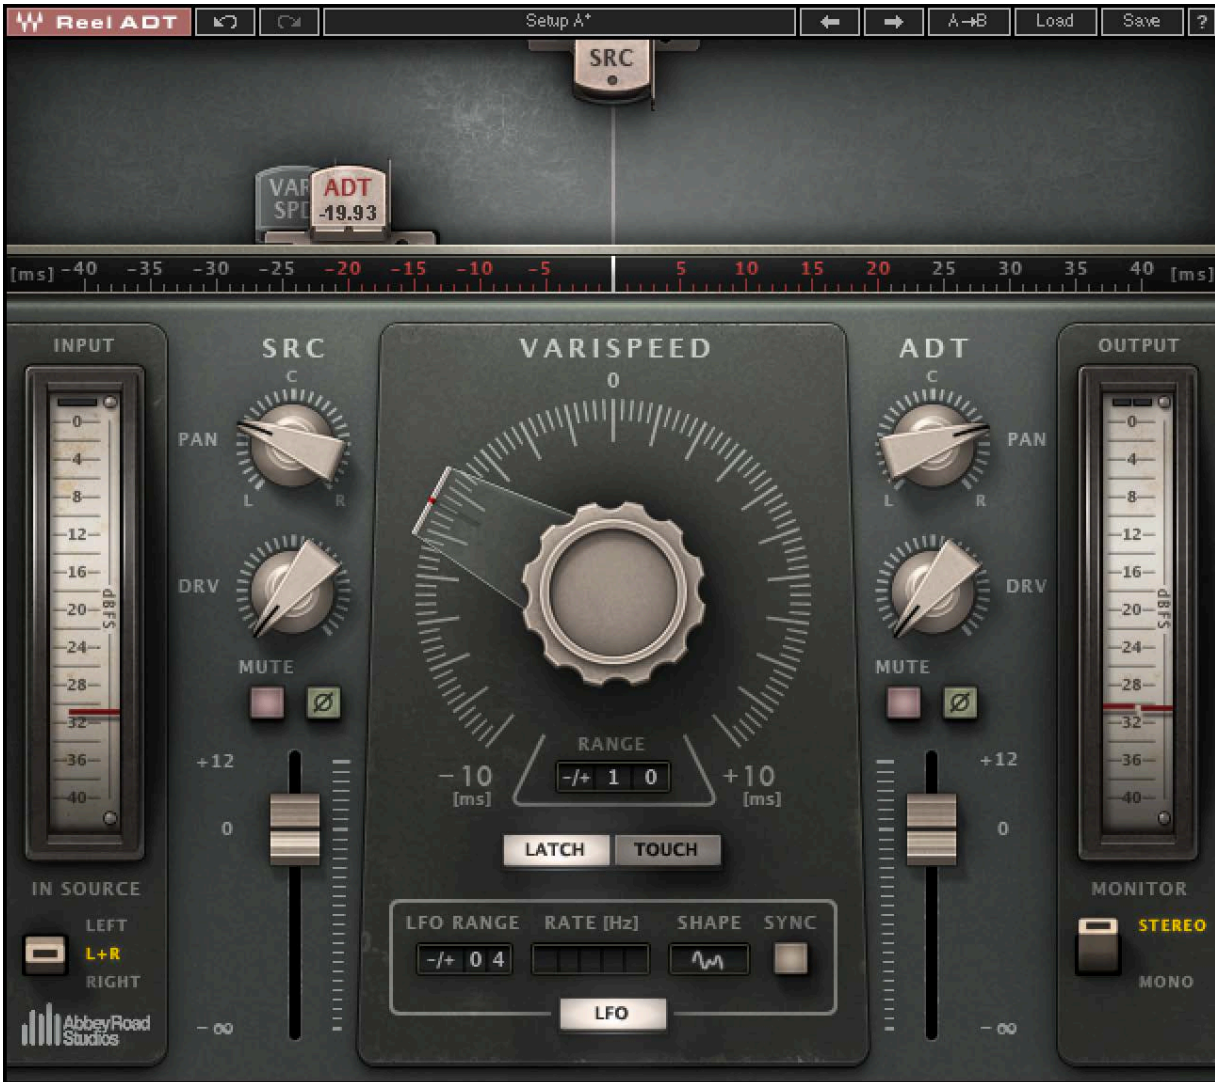 Reel ADT Setup A* A→B Load Save ?
SRC
VAR ADT
SPD -19.93
[ms] -40 -35 -30 -25 -20 -15 -10 -5 5 10 15 20 25 30 35 40 [ms]
INPUT
0
4
8
12
16
20
24
28
32
36
40
dBFS
IN SOURCE
LEFT
L+R
RIGHT
Abbey Road
Studios
SRC
C
PAN
L R
DRV
MUTE
Ø
+12
0
-∞
VARISPEED
0
-10
[ms]
+10
[ms]
RANGE
-/+ 1 0
LATCH TOUCH
LFO RANGE RATE [Hz] SHAPE SYNC
-/+ 0 4
LFO
ADT
C
PAN
L R
DRV
MUTE
Ø
+12
0
-∞
OUTPUT
0
4
8
12
16
20
24
28
32
36
40
dBFS
MONITOR
STEREO
MONO